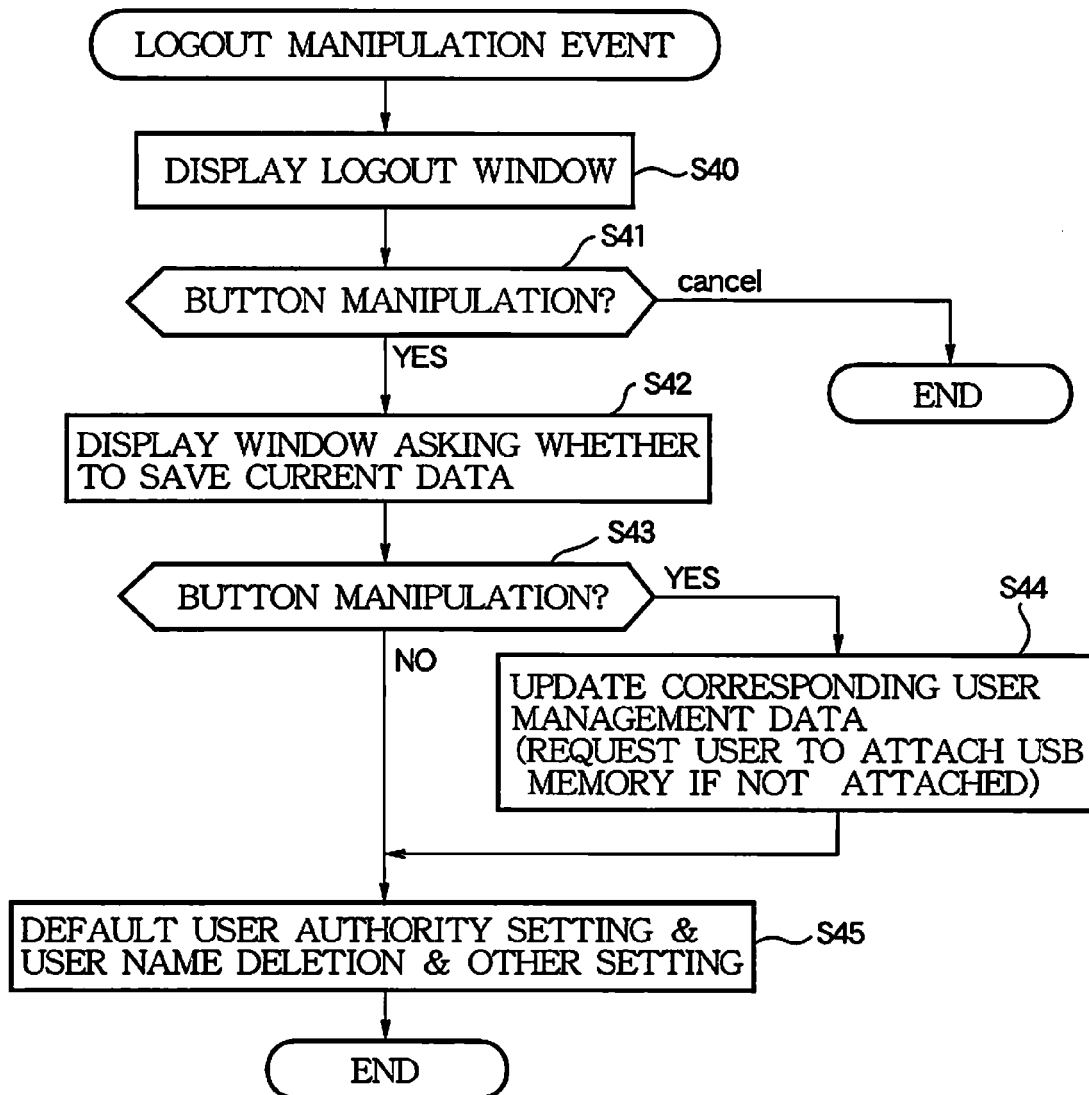 LOGOUT MANIPULATION EVENT
DISPLAY LOGOUT WINDOW
S40
S41
BUTTON MANIPULATION?
cancel
YES
END
S42
DISPLAY WINDOW ASKING WHETHER
TO SAVE CURRENT DATA
S43
BUTTON MANIPULATION?
YES
S44
NO
UPDATE CORRESPONDING USER
MANAGEMENT DATA
(REQUEST USER TO ATTACH USB
MEMORY IF NOT ATTACHED)
DEFAULT USER AUTHORITY SETTING &
USER NAME DELETION & OTHER SETTING
S45
END